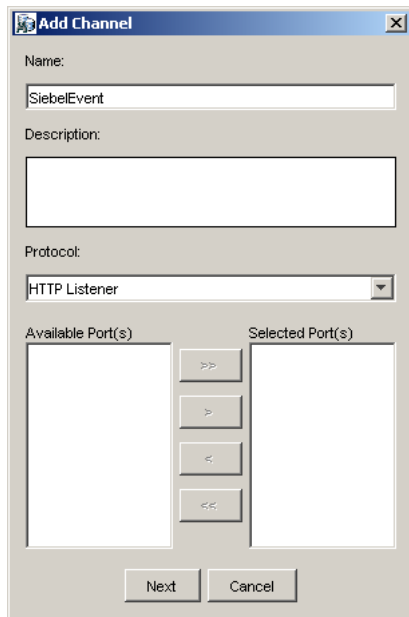 Add Channel
Name:
SiebelEvent
Description:
Protocol:
HTTP Listener
Available Port(s) Selected Port(s)
>>
>
<
<<
Next Cancel